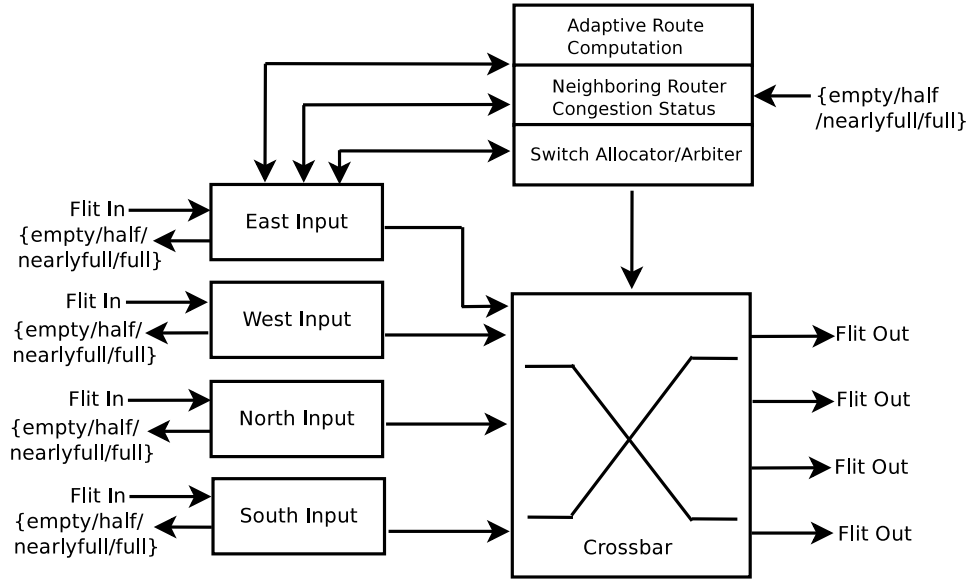 Adaptive Route
Computation
Neighboring Router
Congestion Status
{empty/half
/nearlyfull/full}
Switch Allocator/Arbiter
Flit In
{empty/half/
nearlyfull/full}
East Input
Flit In
{empty/half/
nearlyfull/full}
West Input
Flit In
{empty/half/
nearlyfull/full}
North Input
Flit In
{empty/half/
nearlyfull/full}
South Input
Crossbar
Flit Out
Flit Out
Flit Out
Flit Out